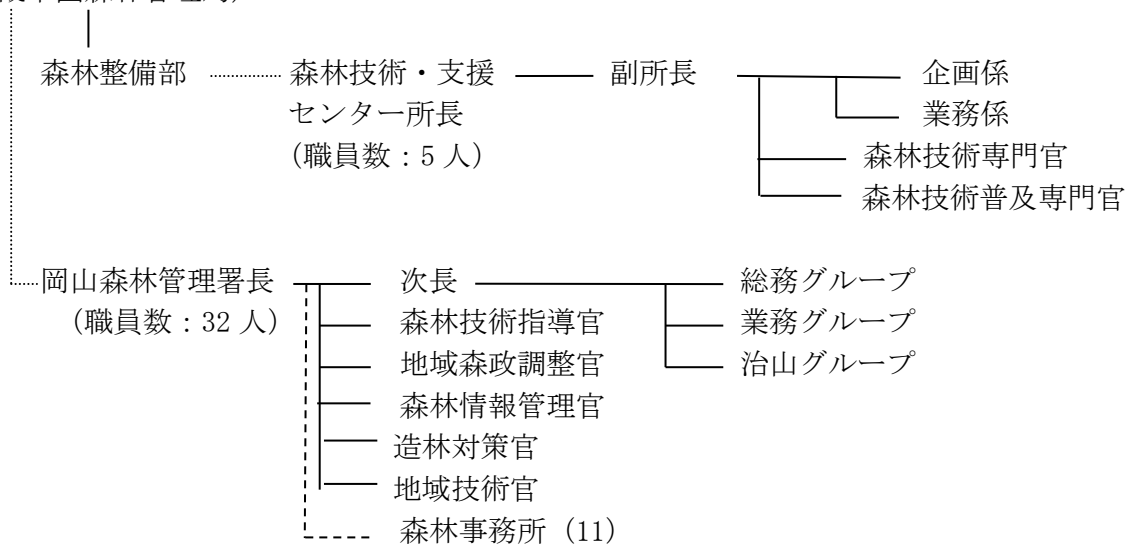 森林整備部 森林技術・支援 副所長 企画係
センター所長 業務係
(職員数：5 人) 森林技術専門官
森林技術普及専門官
岡山森林管理署長 次長 総務グループ
(職員数：32 人) 森林技術指導官 業務グループ
地域森政調整官 治山グループ
森林情報管理官
造林対策官
地域技術官
森林事務所 (11)